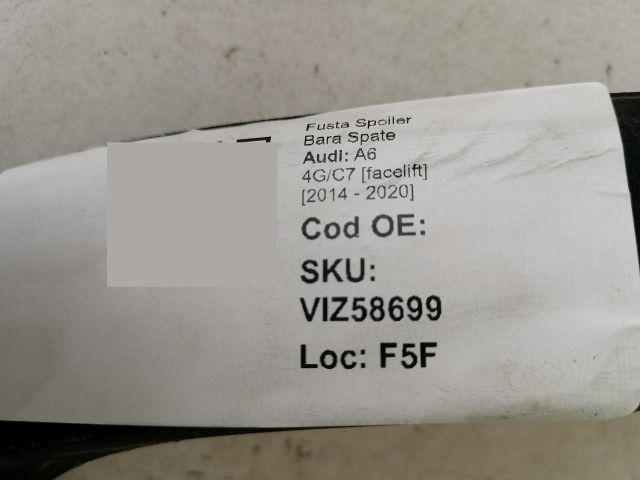 Fusta Spoiler
Bara Spate
Audi: A6
4G/C7 [facelift]
[2014 - 2020]
Cod OE:
SKU:
VIZ58699
Loc: F5F